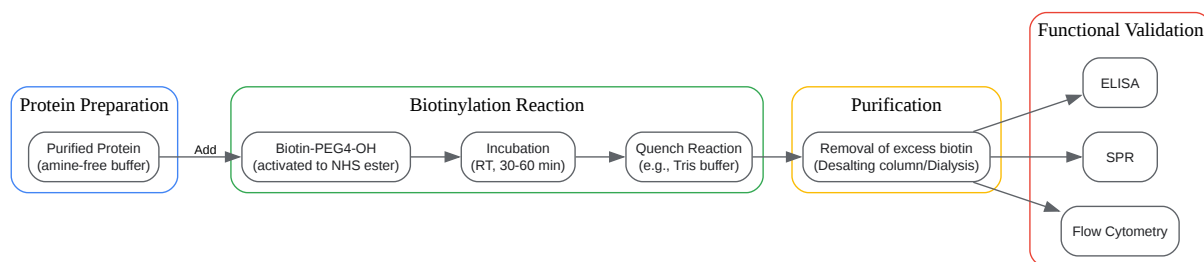 Protein Preparation
Purified Protein
(amine-free buffer)
Add
Biotinylation Reaction
Biotin-PEG4-OH
(activated to NHS ester)
Incubation
(RT, 30-60 min)
Quench Reaction
(e.g., Tris buffer)
Purification
Removal of excess biotin
(Desalting column/Dialysis)
Functional Validation
ELISA
SPR
Flow Cytometry